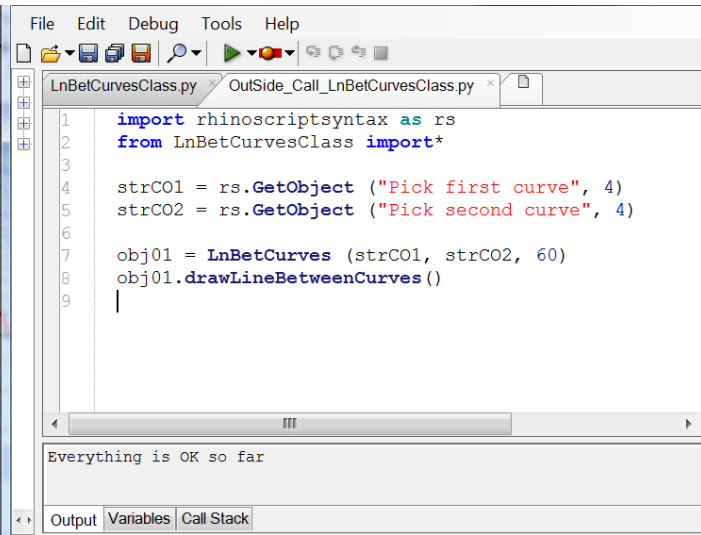 File Edit Debug Tools Help
LnBetCurvesClass.py OutSide_Call_LnBetCurvesClass.py
1 import rhinoscriptsyntax as rs
2 from LnBetCurvesClass import*
3
4 strCO1 = rs.GetObject ("Pick first curve", 4)
5 strCO2 = rs.GetObject ("Pick second curve", 4)
6
7 obj01 = LnBetCurves (strCO1, strCO2, 60)
8 obj01.drawLineBetweenCurves()
9
Everything is OK so far
Output Variables Call Stack